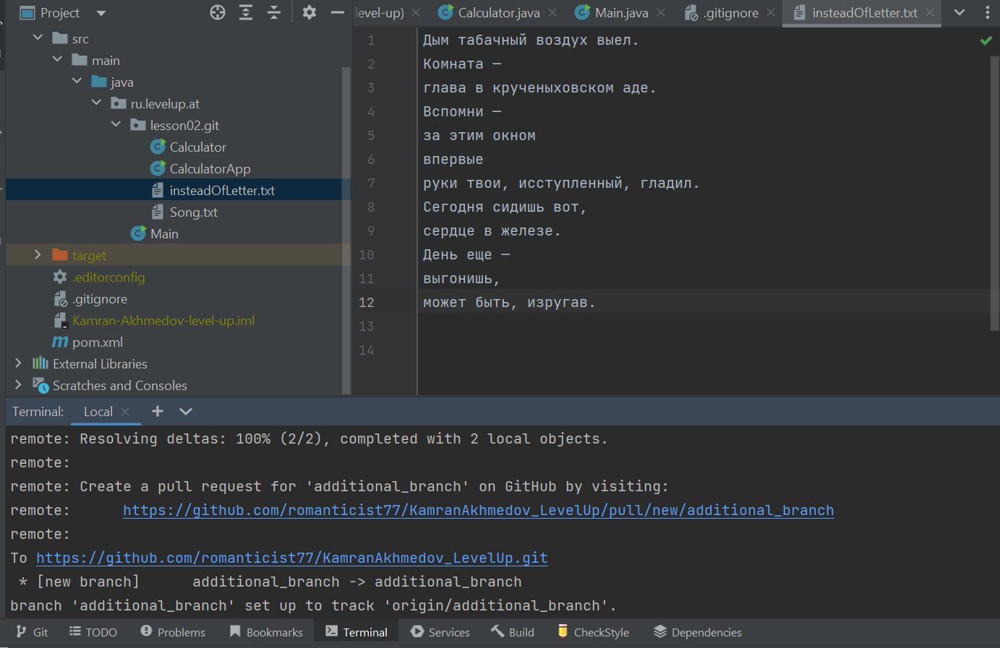 Project
src
main
java
ru.levelup.at
lesson02.git
Calculator
CalculatorApp
insteadOfLetter.txt
Song.txt
Main
target
.editorconfig
.gitignore
Kamran-Akhmedov-level-up.iml
pom.xml
External Libraries
Scratches and Consoles
level-up) Calculator.java Main.java .gitignore insteadOfLetter.txt
1 Дым табачный воздух выел.
2 Комната —
3 глава в крученыховском аде.
4 Вспомни —
5 за этим окном
6 впервые
7 руки твои, исступленный, гладил.
8 Сегодня сидишь вот,
9 сердце в железе.
10 День еще —
11 выгонишь,
12 может быть, изругав.
13
14
Terminal: Local
remote: Resolving deltas: 100% (2/2), completed with 2 local objects.
remote:
remote: Create a pull request for 'additional_branch' on GitHub by visiting:
remote: https://github.com/romanticist77/KamranAkhmedov_LevelUp/pull/new/additional_branch
remote:
To https://github.com/romanticist77/KamranAkhmedov_LevelUp.git
* [new branch] additional_branch -> additional_branch
branch 'additional_branch' set up to track 'origin/additional_branch'.
Git TODO Problems Bookmarks Terminal Services Build CheckStyle Dependencies